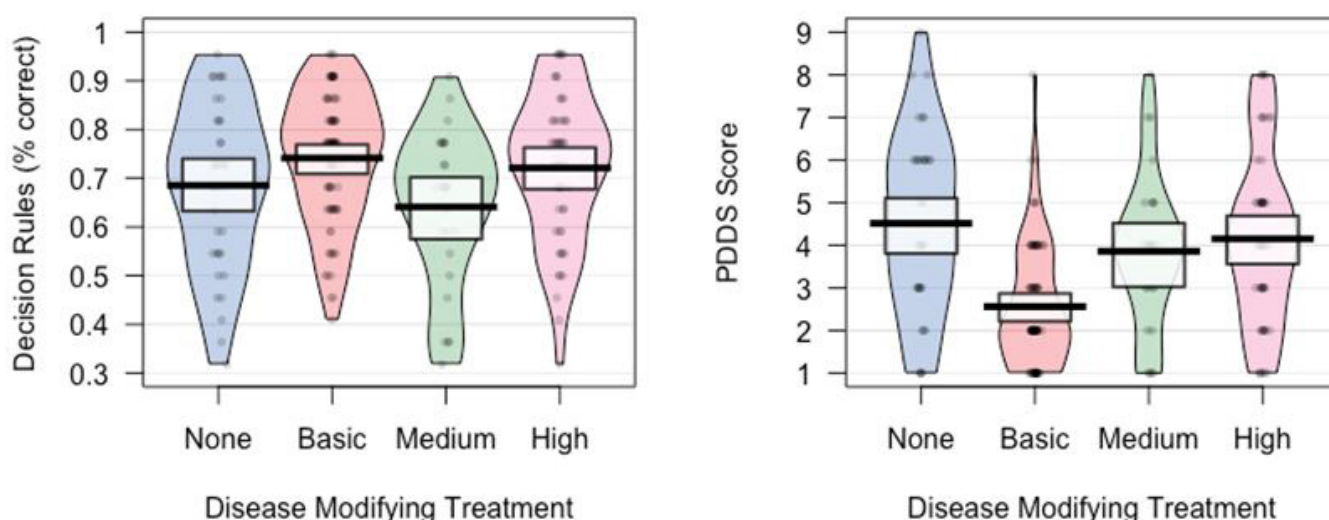 Decision Rules (% correct)
1
0.9
0.8
0.7
0.6
0.5
0.4
0.3
None Basic Medium High
Disease Modifying Treatment
PDDS Score
9
8
7
6
5
4
3
2
1
None Basic Medium High
Disease Modifying Treatment